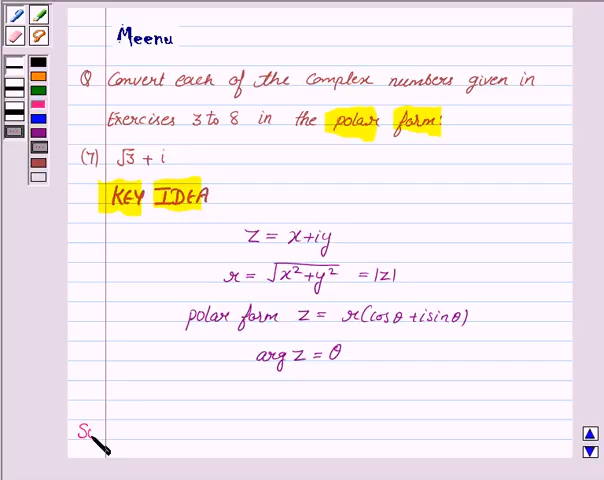 Meenu
Q Convert each of the complex numbers given in
Exercises 3 to 8 in the polar form:
(7) √3 + i
KEY IDEA
Z = x+iy
r = √x²+y² = |z|
polar form Z = r(cosθ +isinθ)
arg Z = θ
So